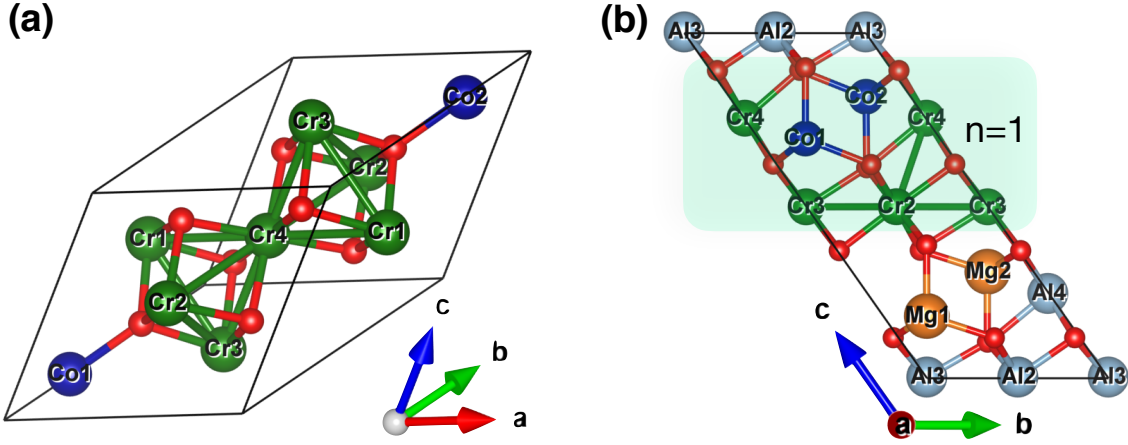 (a)
Co2
Cr3
Cr2
Cr1
Cr4
Cr1
Cr2
Cr3
Co1
c
b
a
(b)
Al3 Al2 Al3
Co2
Cr4
Cr4
Co1
n=1
Cr3 Cr2 Cr3
Mg2
Al4
Mg1
Al3 Al2 Al3
c
a
b